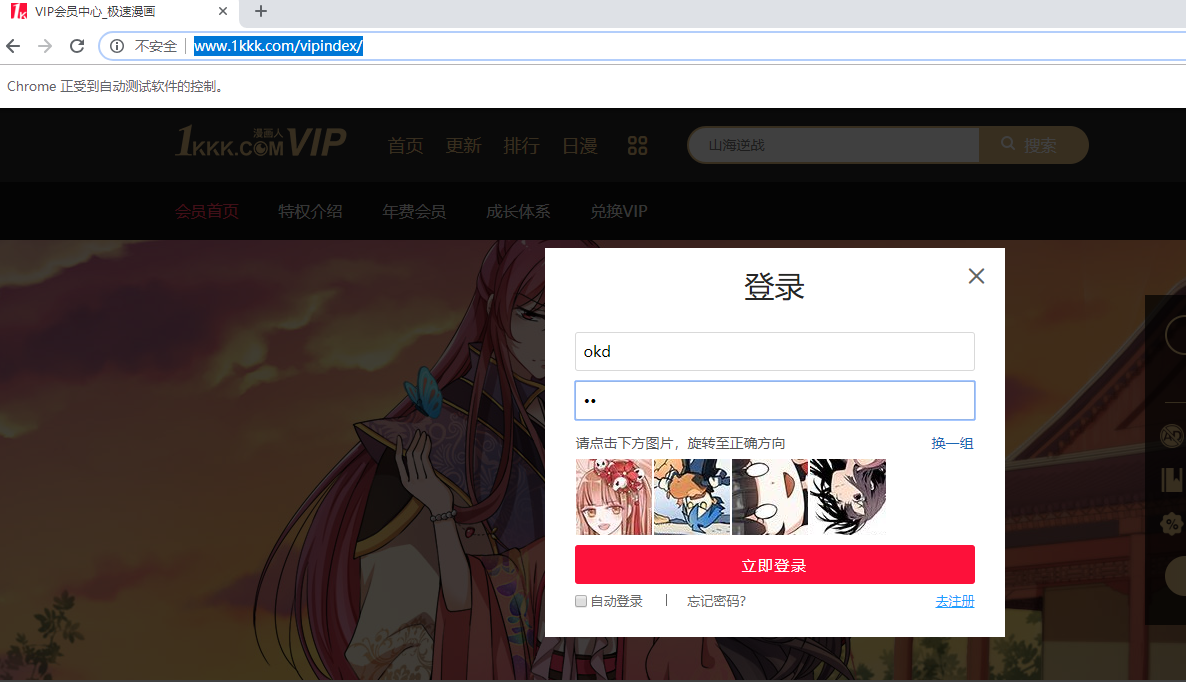 VIP会员中心_极速漫画
不安全 | www.1kkk.com/vipindex/
Chrome 正受到自动测试软件的控制。
1KKK.COM 漫画人 VIP 首页 更新 排行 日漫 山海逆战 搜索
会员首页 特权介绍 年费会员 成长体系 兑换VIP
登录
okd
••
请点击下方图片，旋转至正确方向 换一组
立即登录
自动登录 | 忘记密码? 去注册